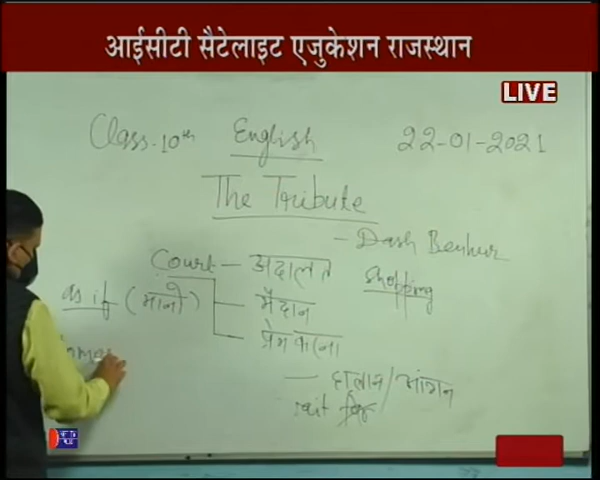 आईसीटी सैटेलाइट एजुकेशन राजस्थान
LIVE
Class-10th English 22-01-2021
The Tribute
- Dash Benhur
Court - अदालत
Shopping
as if (मानो)
- मैदान
- प्रेम करना
- दालान/आंगन